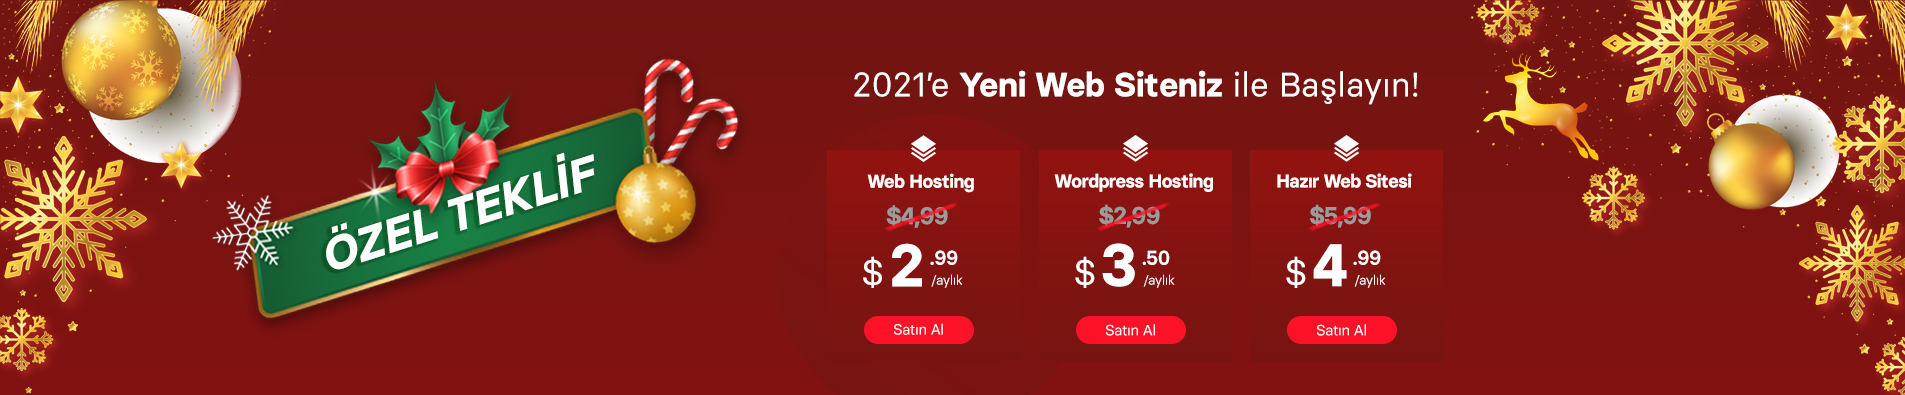 ÖZEL TEKLİF
2021'e Yeni Web Siteniz ile Başlayın!
Web Hosting
$4,99
$2.99
/aylık
Satın Al
Wordpress Hosting
$2,99
$3.50
/aylık
Satın Al
Hazır Web Sitesi
$5,99
$4.99
/aylık
Satın Al